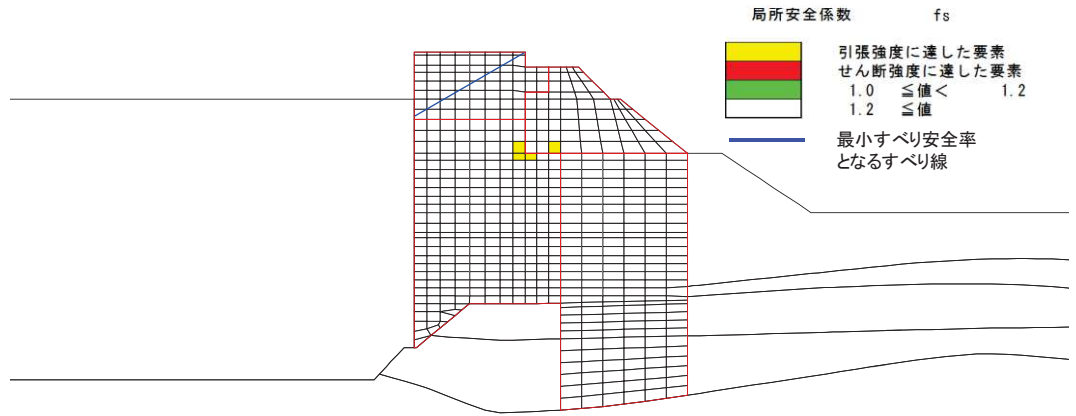 局所安全係数 fs
引張強度に達した要素
せん断強度に達した要素
1.0 ≦値< 1.2
1.2 ≦値
最小すべり安全率
となるすべり線